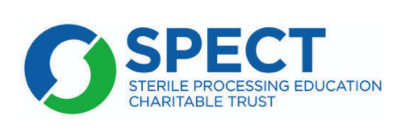 SPECT
STERILE PROCESSING EDUCATION
CHARITABLE TRUST